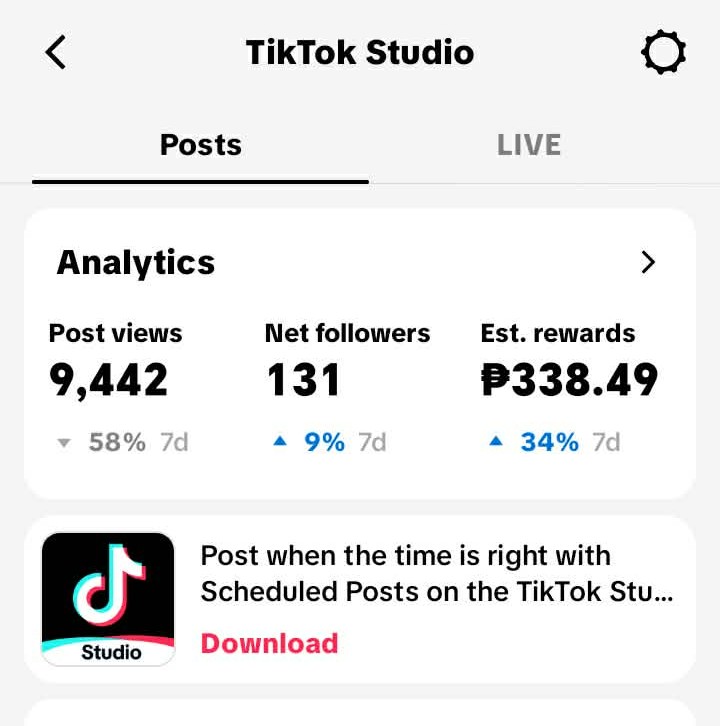 TikTok Studio
Posts
LIVE
Analytics
Post views
Net followers
Est. rewards
9,442
131
₱338.49
58% 7d
9% 7d
34% 7d
Post when the time is right with
Scheduled Posts on the TikTok Stu...
Download
Studio